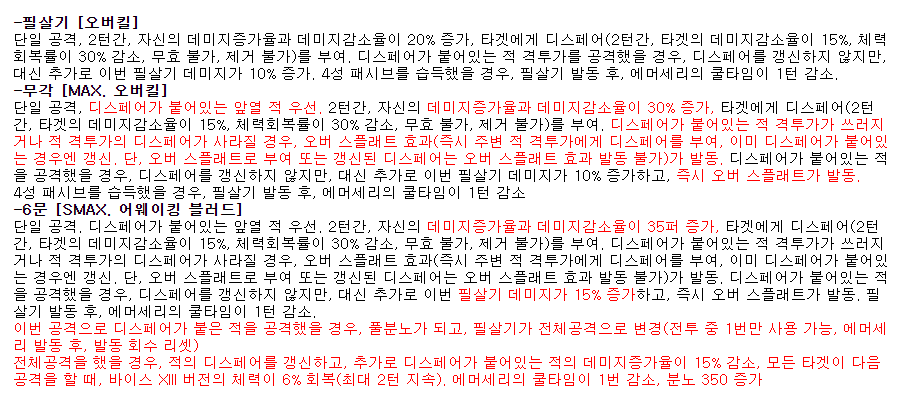 -필살기 [오버킬]
단일 공격, 2턴간, 자신의 데미지증가율과 데미지감소율이 20% 증가, 타겟에게 디스페어(2턴간, 타겟의 데미지감소율이 15%, 체력
회복률이 30% 감소, 무효 불가, 제거 불가)를 부여. 디스페어가 붙어있는 적 격투가를 공격했을 경우, 디스페어를 갱신하지 않지만,
대신 추가로 이번 필살기 데미지가 10% 증가. 4성 패시브를 습득했을 경우, 필살기 발동 후, 에머세리의 쿨타임이 1턴 감소.
-무각 [MAX. 오버킬]
단일 공격, 디스페어가 붙어있는 앞열 적 우선. 2턴간, 자신의 데미지증가율과 데미지감소율이 30% 증가, 타겟에게 디스페어(2턴
간, 타겟의 데미지감소율이 15%, 체력회복률이 30% 감소, 무효 불가, 제거 불가)를 부여. 디스페어가 붙어있는 적 격투가가 쓰러지
거나 적 격투가의 디스페어가 사라질 경우, 오버 스플래트 효과(즉시 주변 적 격투가에게 디스페어를 부여, 이미 디스페어가 붙어있
는 경우엔 갱신. 단, 오버 스플래트로 부여 또는 갱신된 디스페어는 오버 스플래트 효과 발동 불가)가 발동. 디스페어가 붙어있는 적
을 공격했을 경우, 디스페어를 갱신하지 않지만, 대신 추가로 이번 필살기 데미지가 10% 증가하고, 즉시 오버 스플래트가 발동.
4성 패시브를 습득했을 경우, 필살기 발동 후, 에머세리의 쿨타임이 1턴 감소
-6문 [SMAX. 어웨이킹 블러드]
단일 공격. 디스페어가 붙어있는 앞열 적 우선. 2턴간, 자신의 데미지증가율과 데미지감소율이 35퍼 증가, 타겟에게 디스페어(2턴
간, 타겟의 데미지감소율이 15%, 체력회복률이 30% 감소, 무효 불가, 제거 불가)를 부여. 디스페어가 붙어있는 적 격투가가 쓰러지
거나 적 격투가의 디스페어가 사라질 경우, 오버 스플래트 효과(즉시 주변 적 격투가에게 디스페어를 부여, 이미 디스페어가 붙어있
는 경우엔 갱신. 단, 오버 스플래트로 부여 또는 갱신된 디스페어는 오버 스플래트 효과 발동 불가)가 발동. 디스페어가 붙어있는 적
을 공격했을 경우, 디스페어를 갱신하지 않지만, 대신 추가로 이번 필살기 데미지가 15% 증가하고, 즉시 오버 스플래트가 발동. 필
살기 발동 후, 에머세리의 쿨타임이 1턴 감소.
이번 공격으로 디스페어가 붙은 적을 공격했을 경우, 풀분노가 되고, 필살기가 전체공격으로 변경(전투 중 1번만 사용 가능, 에머세
리 발동 후, 발동 회수 리셋)
전체공격을 했을 경우, 적의 디스페어를 갱신하고, 추가로 디스페어가 붙어있는 적의 데미지증가율이 15% 감소, 모든 타겟이 다음
공격을 할 때, 바이스 XIII 버전의 체력이 6% 회복(최대 2턴 지속). 에머세리의 쿨타임이 1번 감소, 분노 350 증가